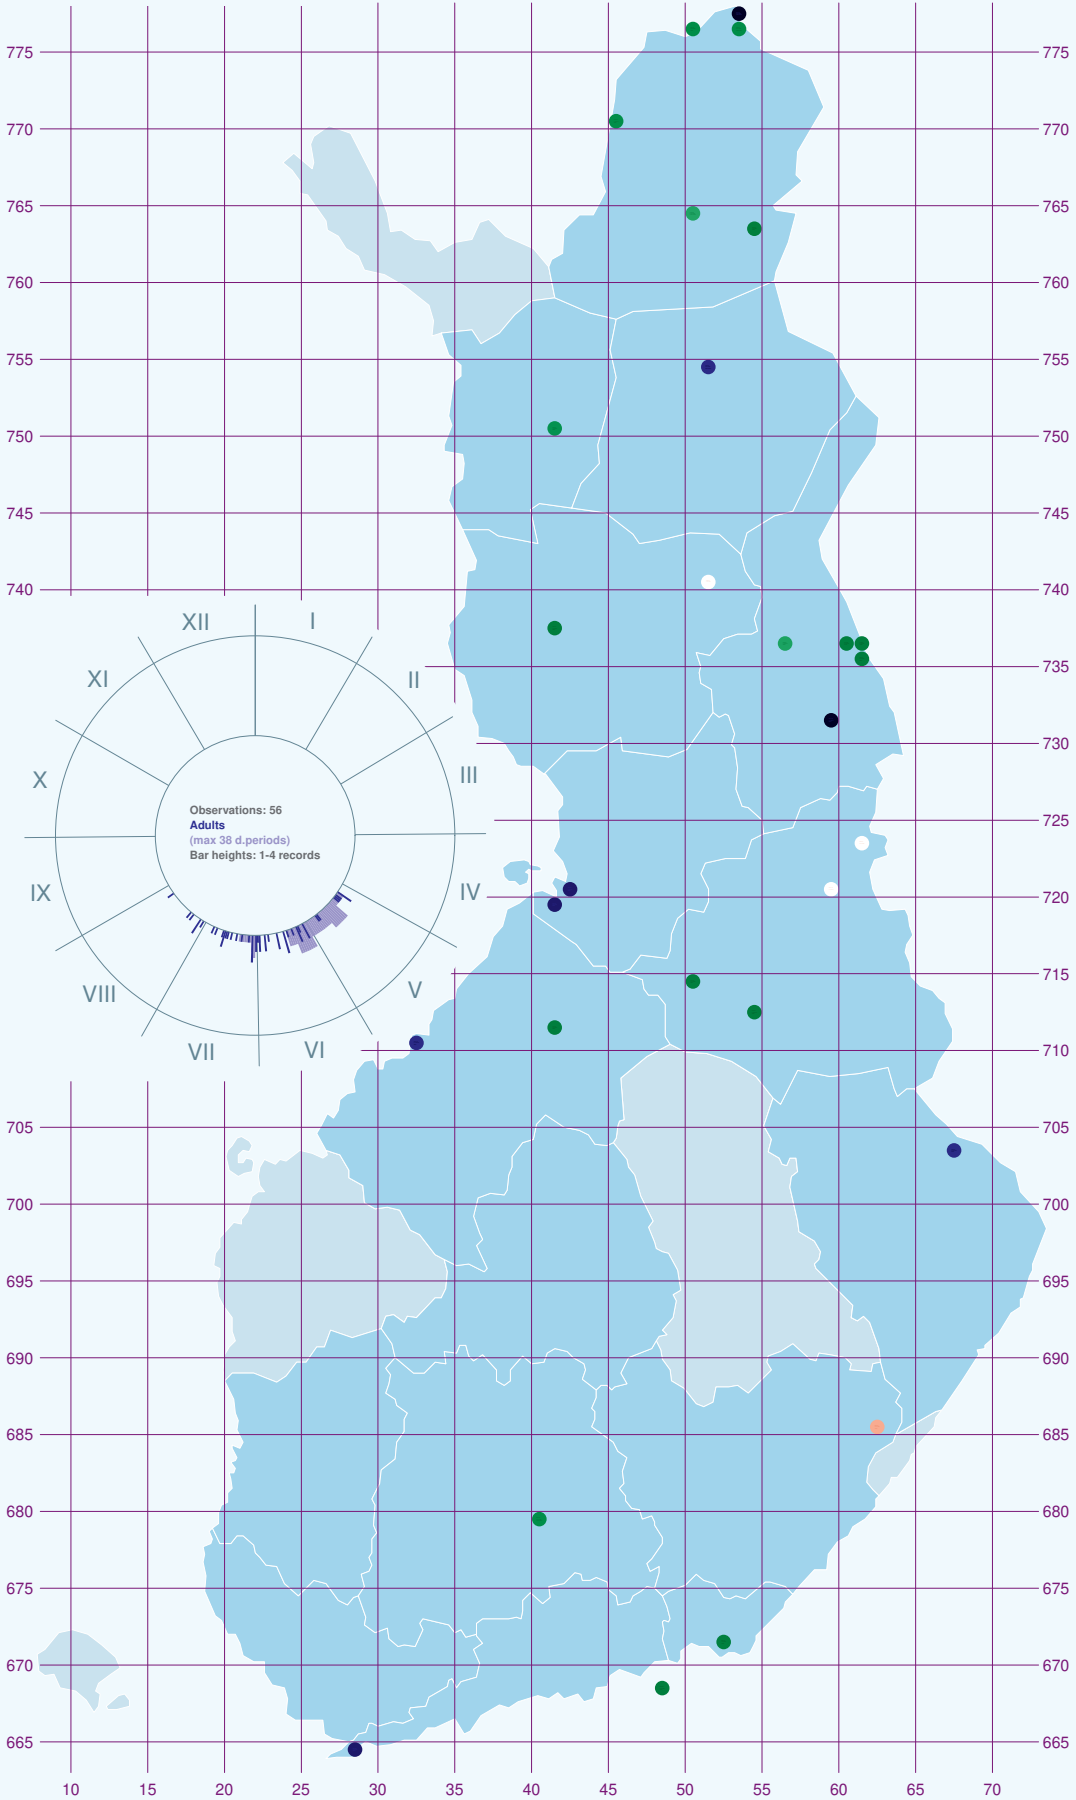 775 775
770 770
765 765
760 760
755 755
750 750
745 745
740 740
XII I
XI II
735
X III
730
Observations: 56
Adults
(max 38 d.periods)
Bar heights: 1-4 records
725
IX IV
720
VIII V
715
VII VI
710
705 705
700 700
695 695
690 690
685 685
680 680
675 675
670 670
665 665
10 15 20 25 30 35 40 45 50 55 60 65 70